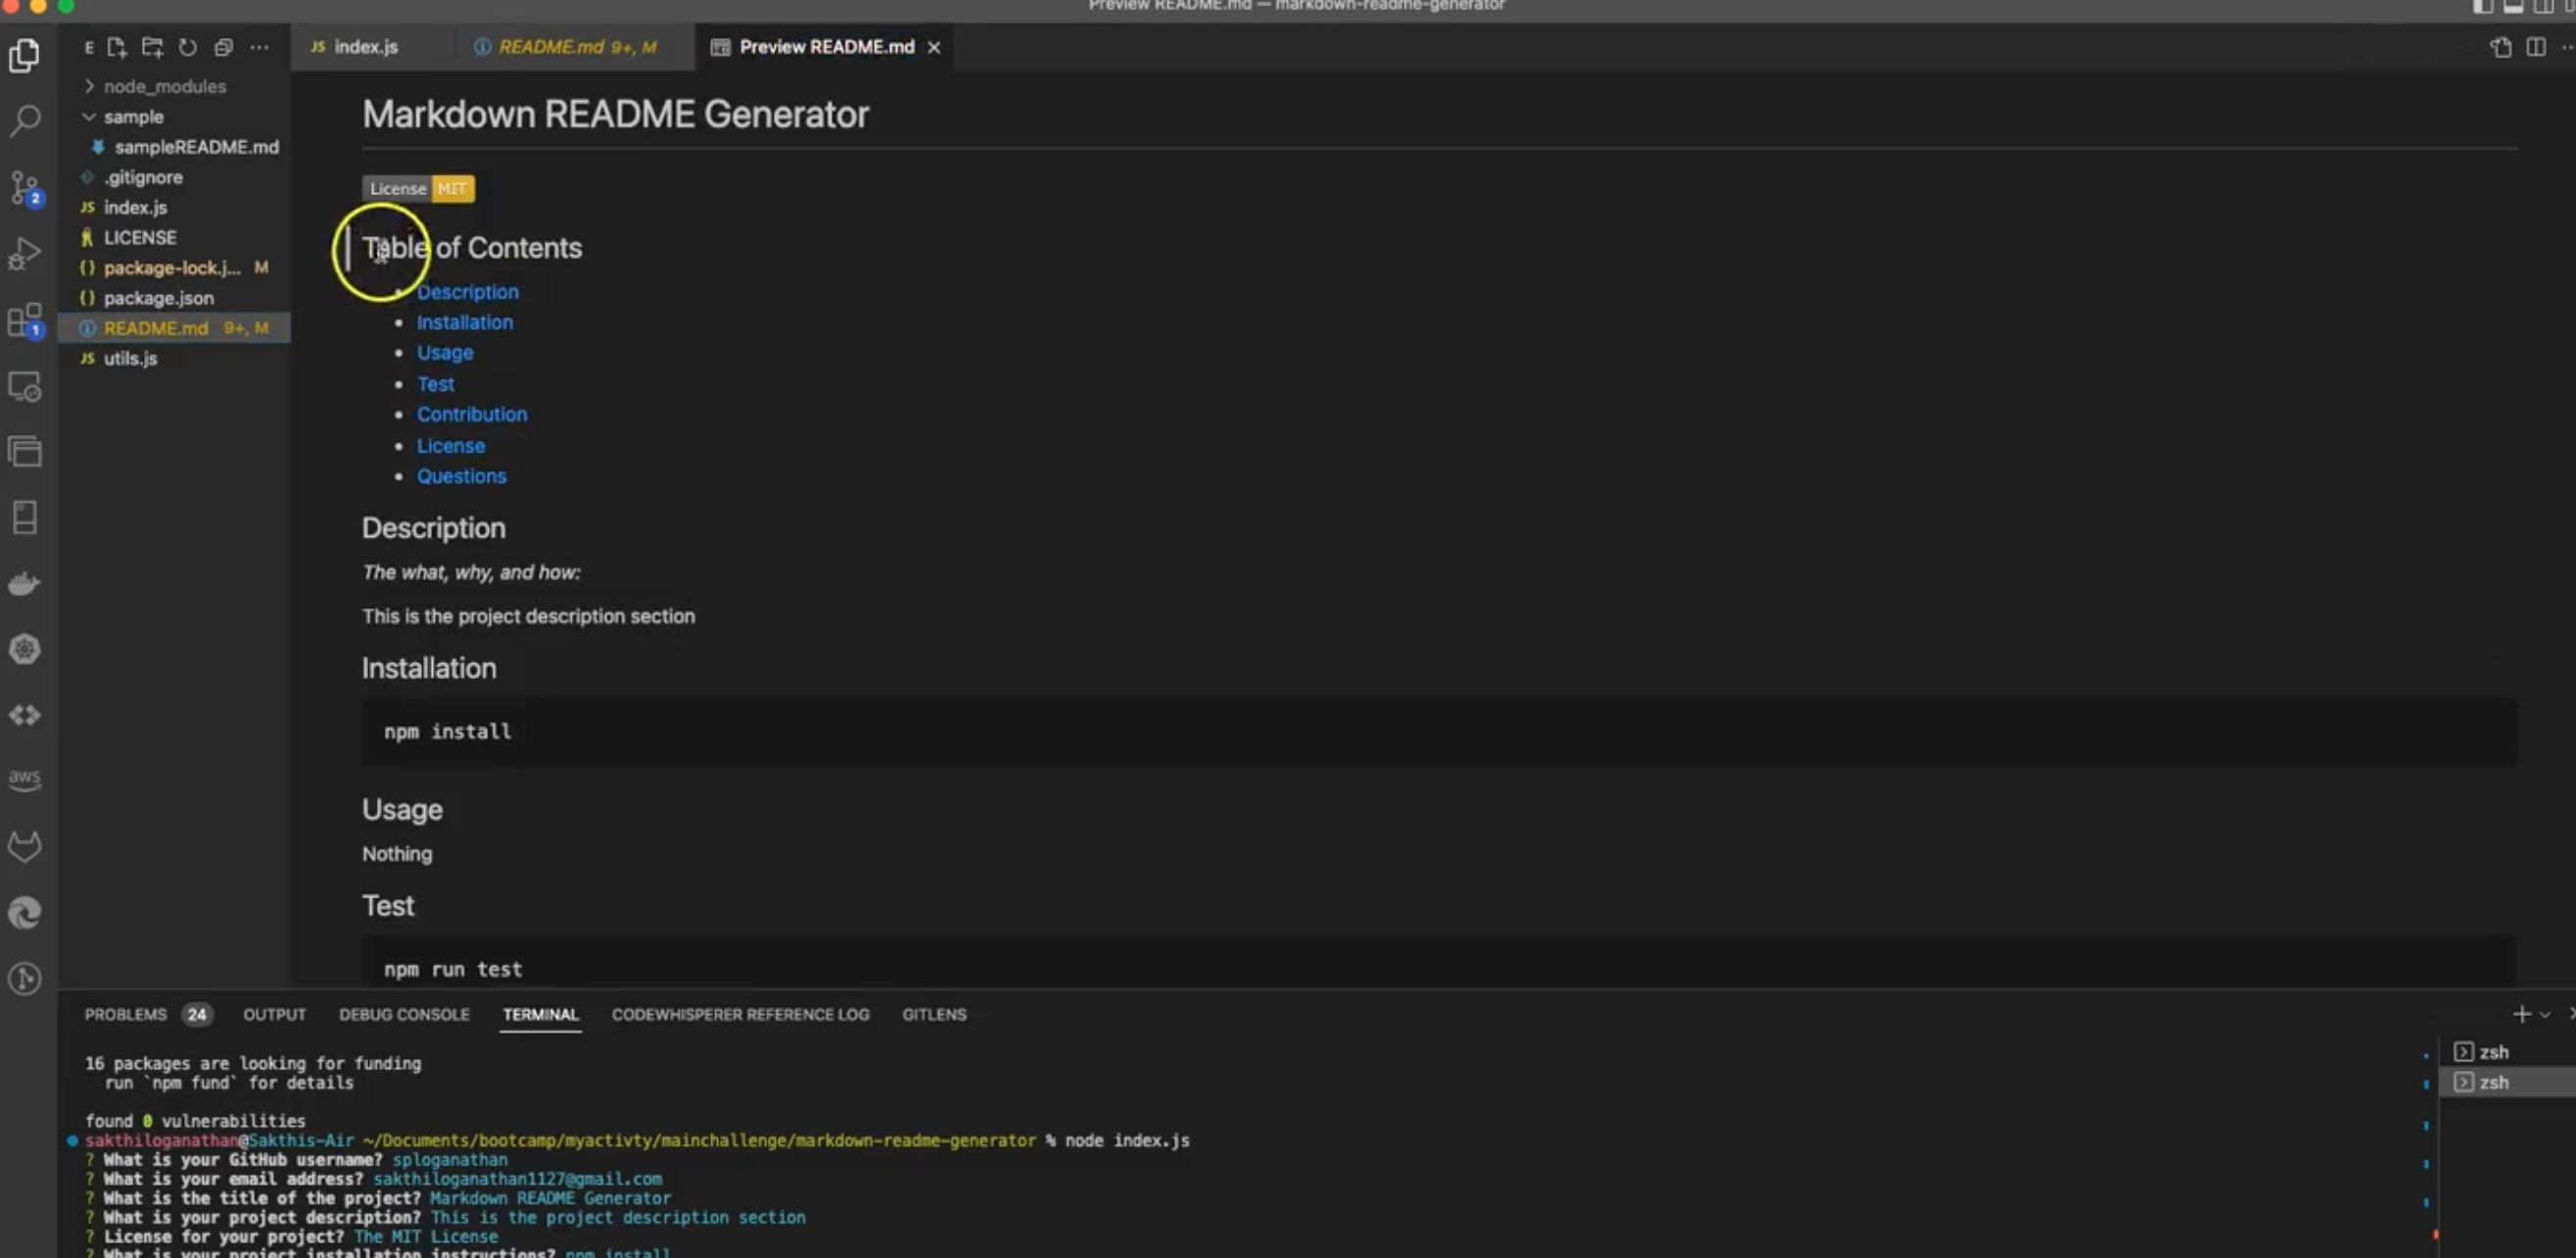 Preview README.md — markdown-readme-generator
E
JS index.js
README.md 9+, M
Preview README.md
node_modules
sample
sampleREADME.md
.gitignore
JS index.js
LICENSE
{} package-lock.j... M
{} package.json
README.md 9+, M
JS utils.js
2
1
aws
Markdown README Generator
License MIT
Table of Contents
• Description
• Installation
• Usage
• Test
• Contribution
• License
• Questions
Description
The what, why, and how:
This is the project description section
Installation
npm install
Usage
Nothing
Test
npm run test
PROBLEMS 24 OUTPUT DEBUG CONSOLE TERMINAL CODEWHISPERER REFERENCE LOG GITLENS
16 packages are looking for funding
run `npm fund` for details
found 0 vulnerabilities
sakthiloganathan@Sakthis-Air ~/Documents/bootcamp/myactivty/mainchallenge/markdown-readme-generator % node index.js
? What is your GitHub username? sploganathan
? What is your email address? sakthiloganathan1127@gmail.com
? What is the title of the project? Markdown README Generator
? What is your project description? This is the project description section
? License for your project? The MIT License
? What is your project installation instructions? npm install
zsh
zsh